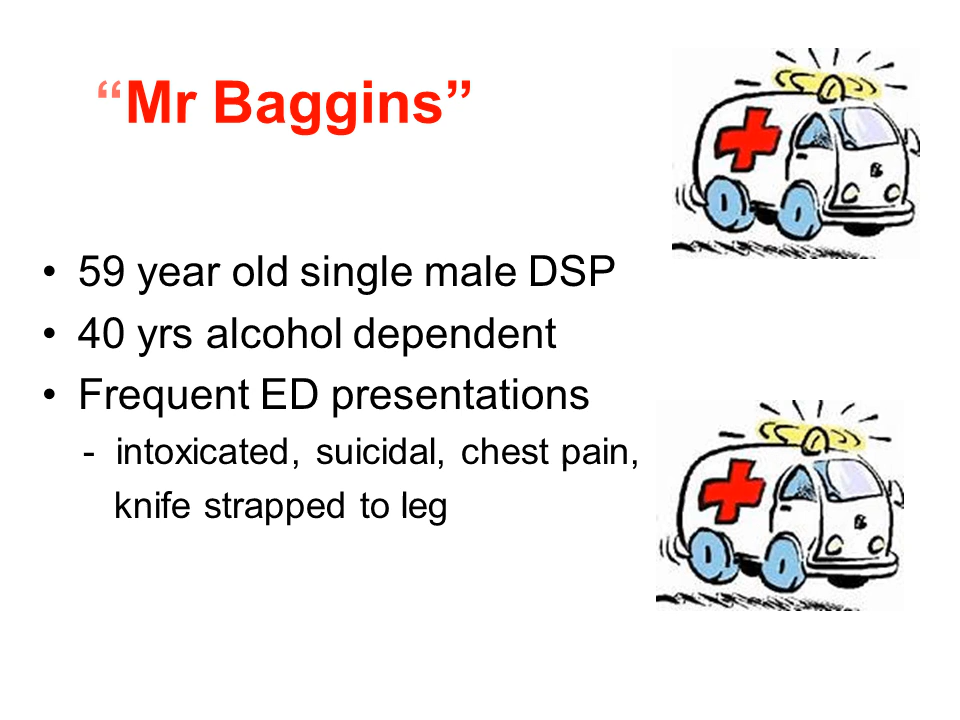 “Mr Baggins”
• 59 year old single male DSP
• 40 yrs alcohol dependent
• Frequent ED presentations
- intoxicated, suicidal, chest pain,
knife strapped to leg